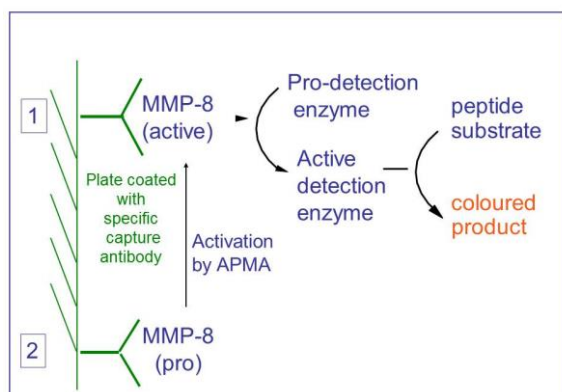 1
MMP-8
(active)
Pro-detection
enzyme
peptide
substrate
Active
detection
enzyme
coloured
product
Plate coated
with
specific
capture
antibody
Activation
by APMA
2
MMP-8
(pro)